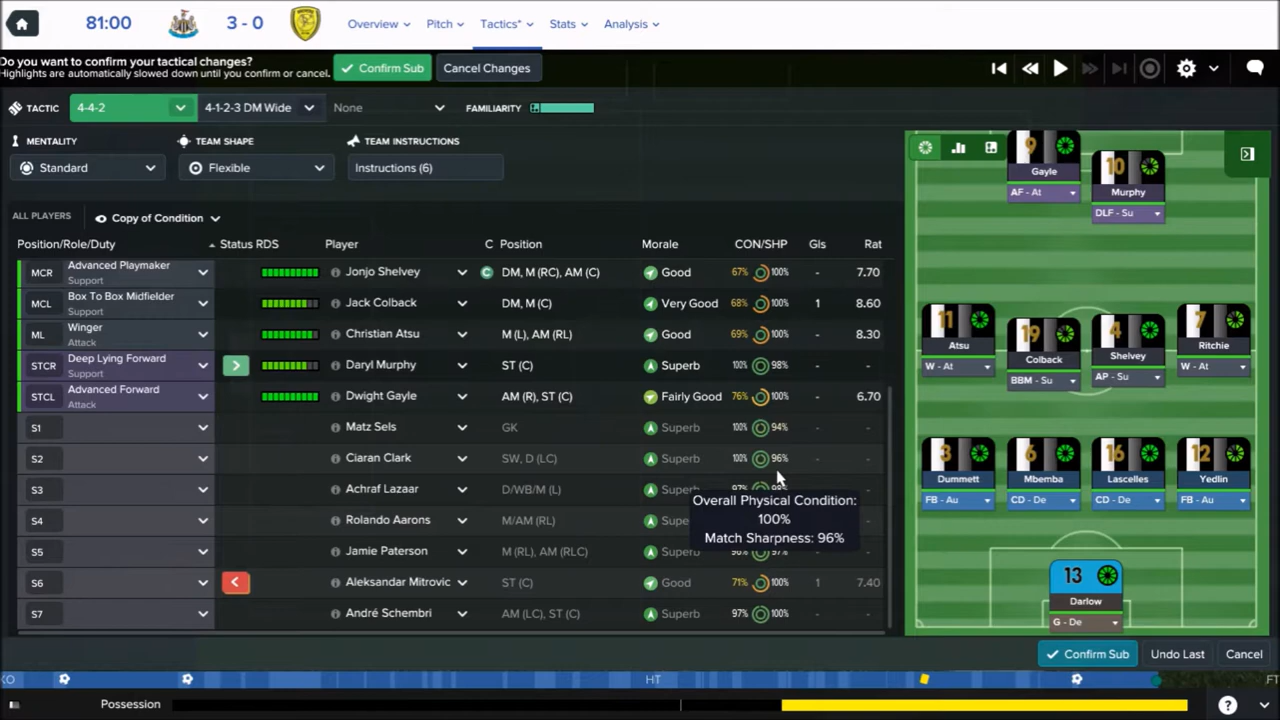 81:00 3 - 0 Overview Pitch Tactics* Stats Analysis
Do you want to confirm your tactical changes?
Highlights are automatically slowed down until you confirm or cancel.
Confirm Sub Cancel Changes
TACTIC 4-4-2 4-1-2-3 DM Wide None FAMILIARITY
MENTALITY TEAM SHAPE TEAM INSTRUCTIONS
Standard Flexible Instructions (6)
ALL PLAYERS Copy of Condition
Position/Role/Duty Status RDS Player C Position Morale CON/SHP Gls Rat
MCR Advanced Playmaker Support Jonjo Shelvey C DM, M (RC), AM (C) Good 67% 100% - 7.70
MCL Box To Box Midfielder Support Jack Colback DM, M (C) Very Good 68% 100% 1 8.60
ML Winger Attack Christian Atsu M (L), AM (RL) Good 69% 100% - 8.30
STCR Deep Lying Forward Support Daryl Murphy ST (C) Superb 100% 98% - -
STCL Advanced Forward Attack Dwight Gayle AM (R), ST (C) Fairly Good 76% 100% - 6.70
S1 Matz Sels GK Superb 100% 94% - -
S2 Ciaran Clark SW, D (LC) Superb 100% 96% - -
S3 Achraf Lazaar D/WB/M (L) Superb 97% 98% - -
S4 Rolando Aarons M/AM (RL) Supe - -
S5 Jamie Paterson M (RL), AM (RLC) Supe 96% 97% - -
S6 Aleksandar Mitrovic ST (C) Good 71% 100% 1 7.40
S7 André Schembri AM (LC), ST (C) Superb 97% 100% - -
Overall Physical Condition:
100%
Match Sharpness: 96%
9 Gayle AF - At
10 Murphy DLF - Su
11 Atsu W - At
19 Colback BBM - Su
4 Shelvey AP - Su
7 Ritchie W - At
3 Dummett FB - Au
6 Mbemba CD - De
16 Lascelles CD - De
12 Yedlin FB - Au
13 Darlow G - De
Confirm Sub Undo Last Cancel
KO HT FT
Possession